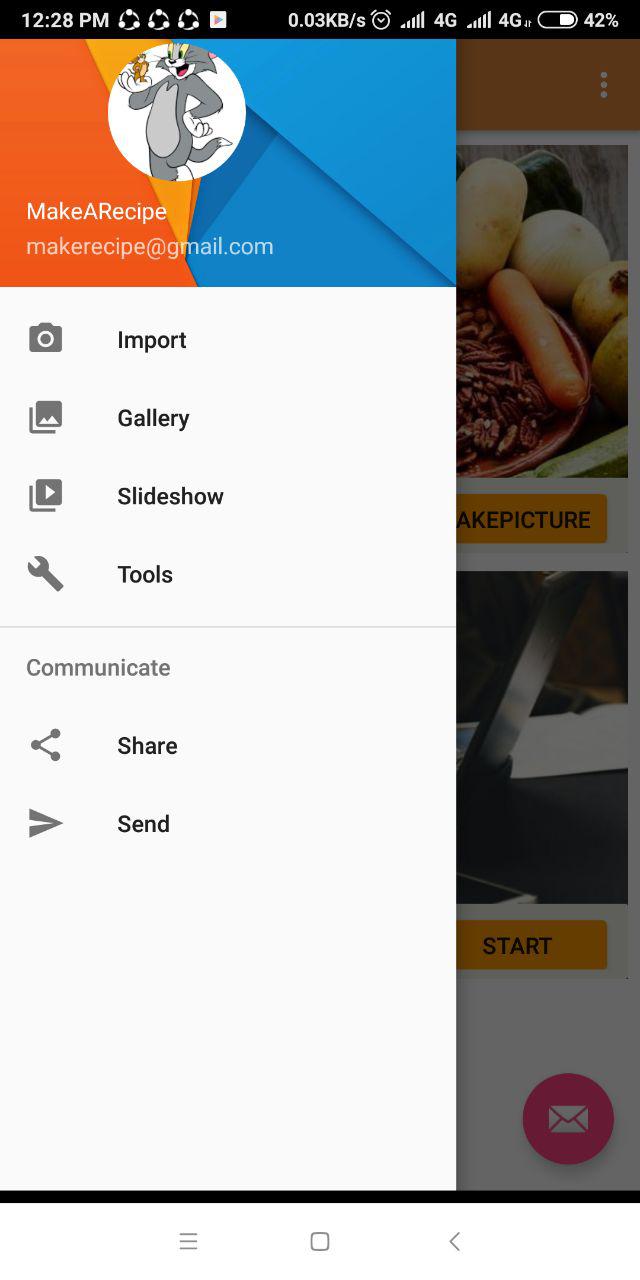 12:28 PM 0.03KB/s 4G 4G 42%
MakeARecipe
makerecipe@gmail.com
Import
Gallery
Slideshow
Tools
AKEPICTURE
Communicate
Share
Send
START